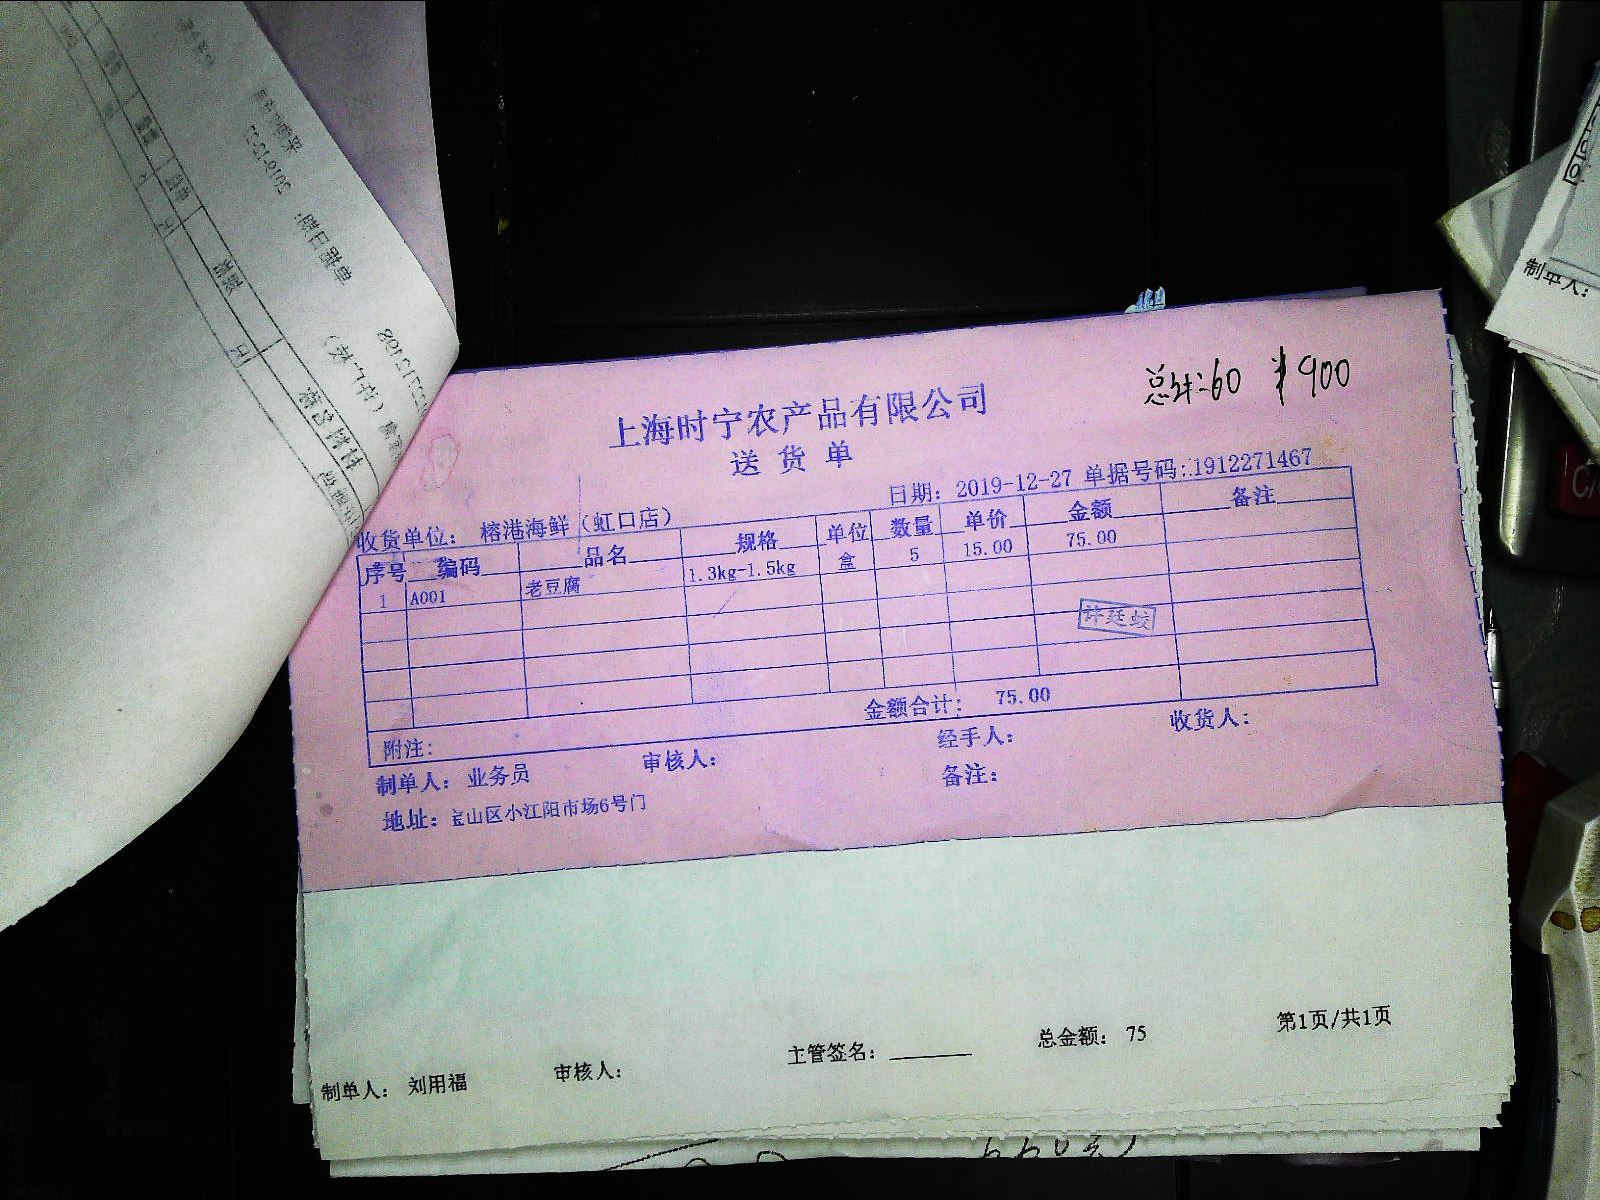 总计:60 ¥900
上海时宁农产品有限公司
送货单
日期: 2019-12-27 单据号码:1912271467
收货单位: 榕港海鲜(虹口店)
序号 编码 品名 规格 单位 数量 单价 金额 备注
1 A001 老豆腐 1.3kg-1.5kg 盒 5 15.00 75.00
许廷蛟
金额合计: 75.00
附注:
制单人: 业务员 审核人: 经手人: 收货人:
备注:
地址: 宝山区小江阳市场6号门
制单人: 刘用福 审核人: 主管签名: 总金额: 75 第1页/共1页
制单人:
单据日期: